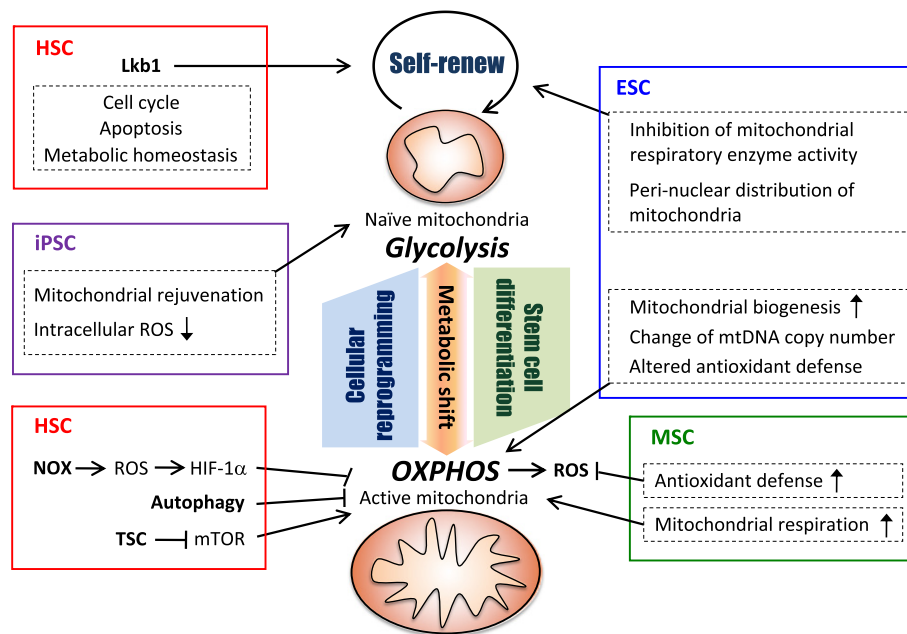 HSC
Lkb1
Cell cycle
Apoptosis
Metabolic homeostasis
Self-renew
Naïve mitochondria
Glycolysis
ESC
Inhibition of mitochondrial
respiratory enzyme activity
Peri-nuclear distribution of
mitochondria
Mitochondrial biogenesis ↑
Change of mtDNA copy number
Altered antioxidant defense
iPSC
Mitochondrial rejuvenation
Intracellular ROS ↓
Cellular
reprogramming
Metabolic shift
Stem cell
differentiation
HSC
NOX → ROS → HIF-1α
Autophagy
TSC ⊣ mTOR
OXPHOS → ROS
Active mitochondria
MSC
Antioxidant defense ↑
Mitochondrial respiration ↑